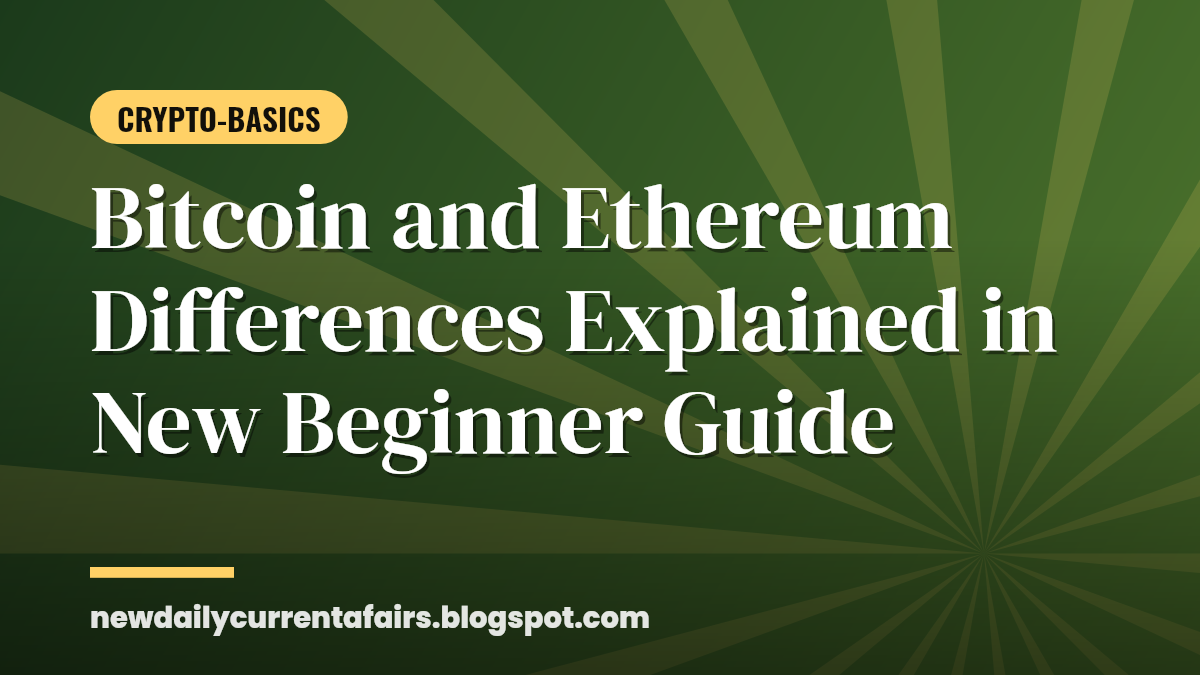 CRYPTO-BASICS
Bitcoin and Ethereum
Differences Explained in
New Beginner Guide
newdailycurrentafairs.blogspot.com